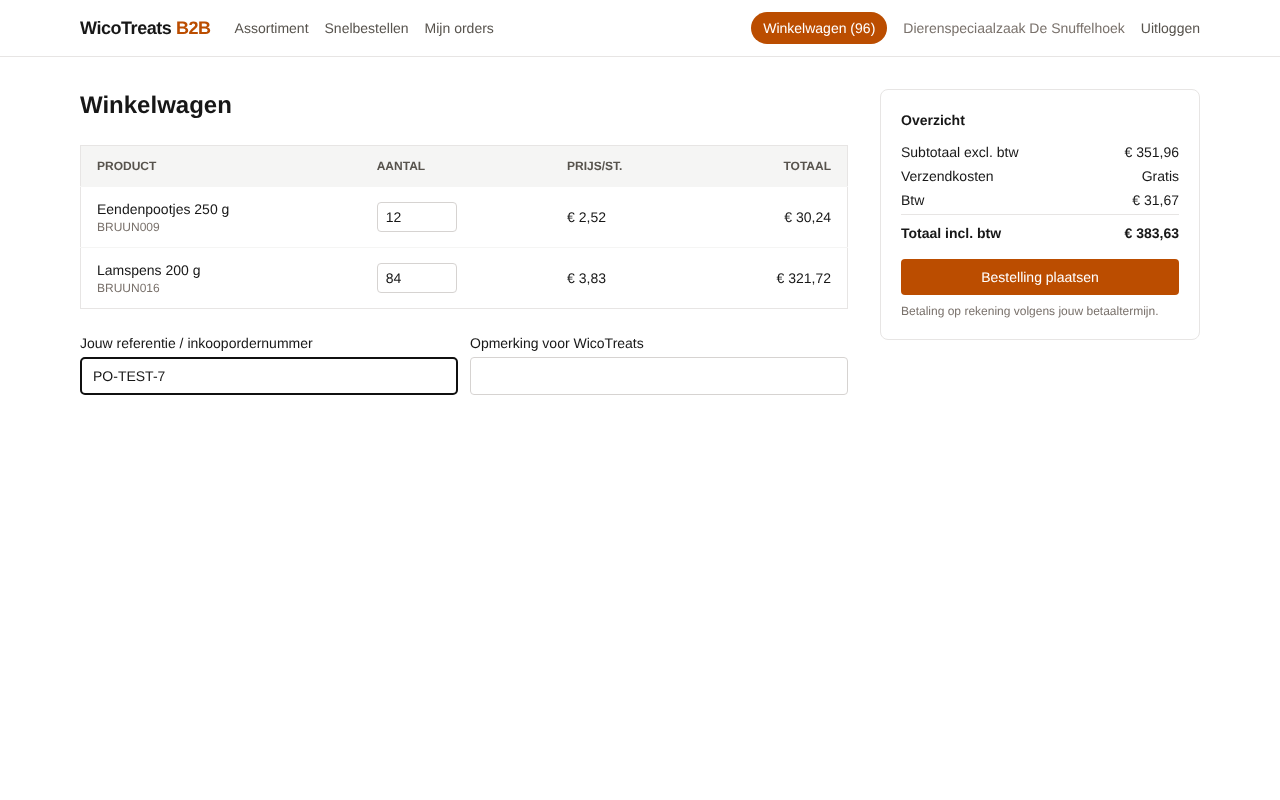 WicoTreats B2B Assortiment Snelbestellen Mijn orders Winkelwagen (96) Dierenspeciaalzaak De Snuffelhoek Uitloggen
Winkelwagen
PRODUCT AANTAL PRIJS/ST. TOTAAL
Eendenpootjes 250 g
BRUUN009
12 € 2,52 € 30,24
Lamspens 200 g
BRUUN016
84 € 3,83 € 321,72
Jouw referentie / inkoopordernummer
PO-TEST-7
Opmerking voor WicoTreats
Overzicht
Subtotaal excl. btw € 351,96
Verzendkosten Gratis
Btw € 31,67
Totaal incl. btw € 383,63
Bestelling plaatsen
Betaling op rekening volgens jouw betaaltermijn.